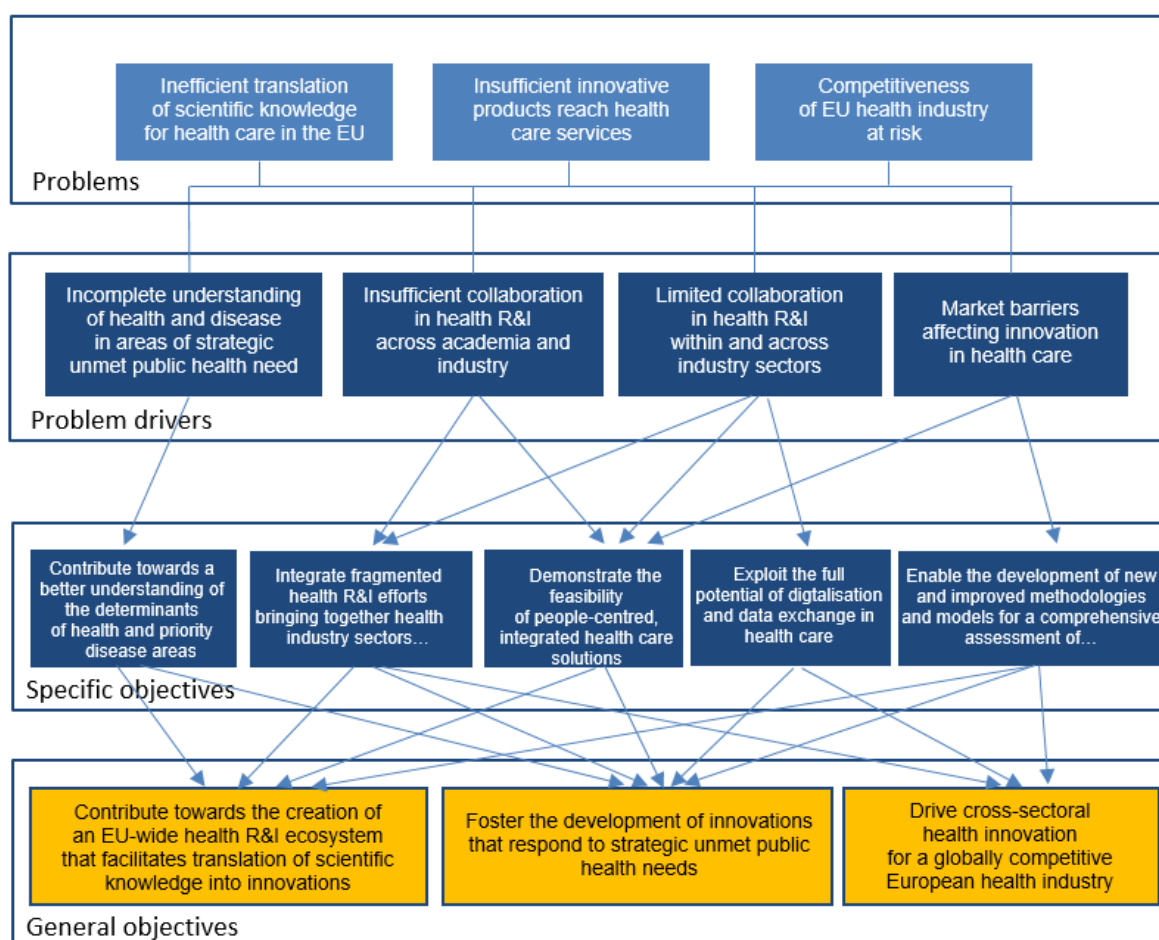 Inefficient translation
of scientific knowledge
for health care in the EU
Insufficient innovative
products reach health
care services
Competitiveness
of EU health industry
at risk
Problems
Incomplete understanding
of health and disease
in areas of strategic
unmet public health need
Insufficient collaboration
in health R&I
across academia and
industry
Limited collaboration
in health R&I
within and across
industry sectors
Market barriers
affecting innovation
in health care
Problem drivers
Contribute towards a
better understanding of
the determinants
of health and priority
disease areas
Integrate fragmented
health R&I efforts
bringing together health
industry sectors…
Demonstrate the
feasibility
of people-centred,
integrated health care
solutions
Exploit the full
potential of digtalisation
and data exchange in
health care
Enable the development of new
and improved methodologies
and models for a comprehensive
assessment of…
Specific objectives
Contribute towards the creation of
an EU-wide health R&I ecosystem
that facilitates translation of scientific
knowledge into innovations
Foster the development of innovations
that respond to strategic unmet public
health needs
Drive cross-sectoral
health innovation
for a globally competitive
European health industry
General objectives